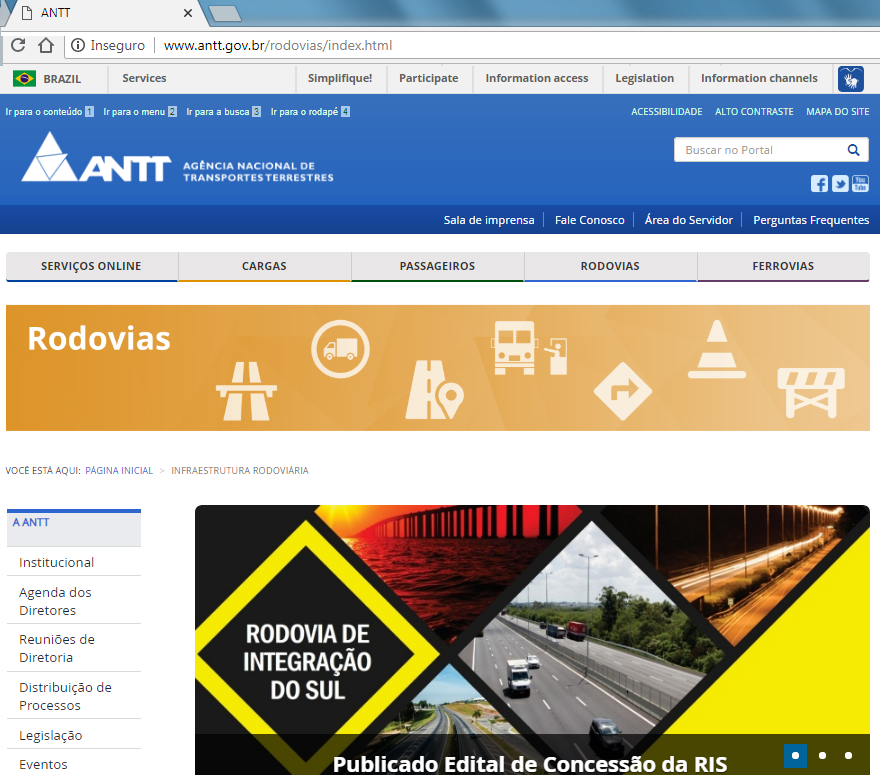 ANTT
Inseguro www.antt.gov.br/rodovias/index.html
BRAZIL Services Simplifique! Participate Information access Legislation Information channels
Ir para o conteúdo 1 Ir para o menu 2 Ir para a busca 3 Ir para o rodapé 4 ACESSIBILIDADE ALTO CONTRASTE MAPA DO SITE
ANTT AGÊNCIA NACIONAL DE
TRANSPORTES TERRESTRES
Buscar no Portal
You
Tube
Sala de imprensa Fale Conosco Área do Servidor Perguntas Frequentes
SERVIÇOS ONLINE CARGAS PASSAGEIROS RODOVIAS FERROVIAS
Rodovias
VOCÊ ESTÁ AQUI: PÁGINA INICIAL > INFRAESTRUTURA RODOVIÁRIA
A ANTT
Institucional
Agenda dos
Diretores
Reuniões de
Diretoria
Distribuição de
Processos
Legislação
Eventos
RODOVIA DE
INTEGRAÇÃO
DO SUL
Publicado Edital de Concessão da RIS